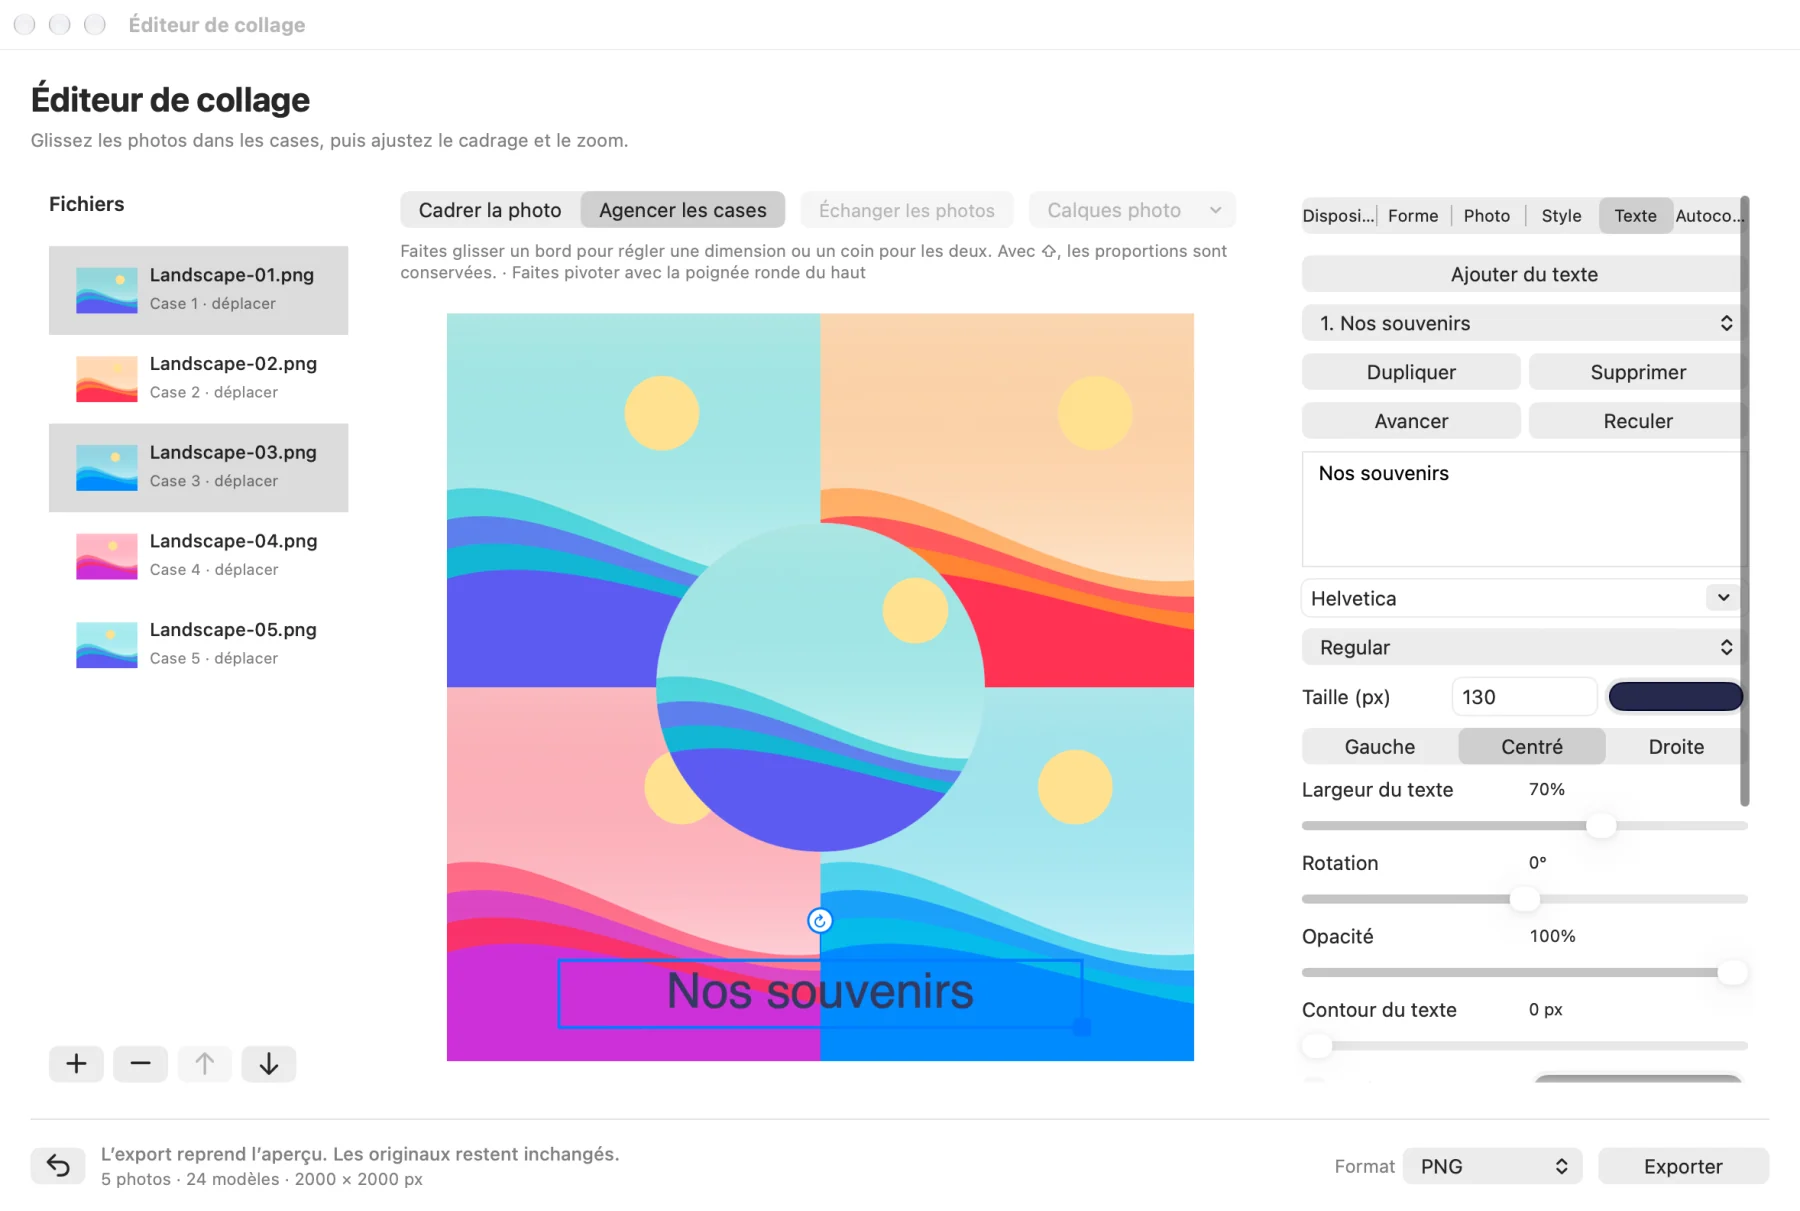 Éditeur de collage
Éditeur de collage
Glissez les photos dans les cases, puis ajustez le cadrage et le zoom.
Fichiers
Landscape-01.png
Case 1 · déplacer
Landscape-02.png
Case 2 · déplacer
Landscape-03.png
Case 3 · déplacer
Landscape-04.png
Case 4 · déplacer
Landscape-05.png
Case 5 · déplacer
Cadrer la photo
Agencer les cases
Échanger les photos
Calques photo
Faites glisser un bord pour régler une dimension ou un coin pour les deux. Avec ⇧, les proportions sont
conservées. · Faites pivoter avec la poignée ronde du haut
Nos souvenirs
Disposi...
Forme
Photo
Style
Texte
Autoco...
Ajouter du texte
1. Nos souvenirs
Dupliquer
Supprimer
Avancer
Reculer
Nos souvenirs
Helvetica
Regular
Taille (px)
130
Gauche
Centré
Droite
Largeur du texte 70%
Rotation 0°
Opacité 100%
Contour du texte 0 px
L’export reprend l’aperçu. Les originaux restent inchangés.
5 photos · 24 modèles · 2000 × 2000 px
Format
PNG
Exporter